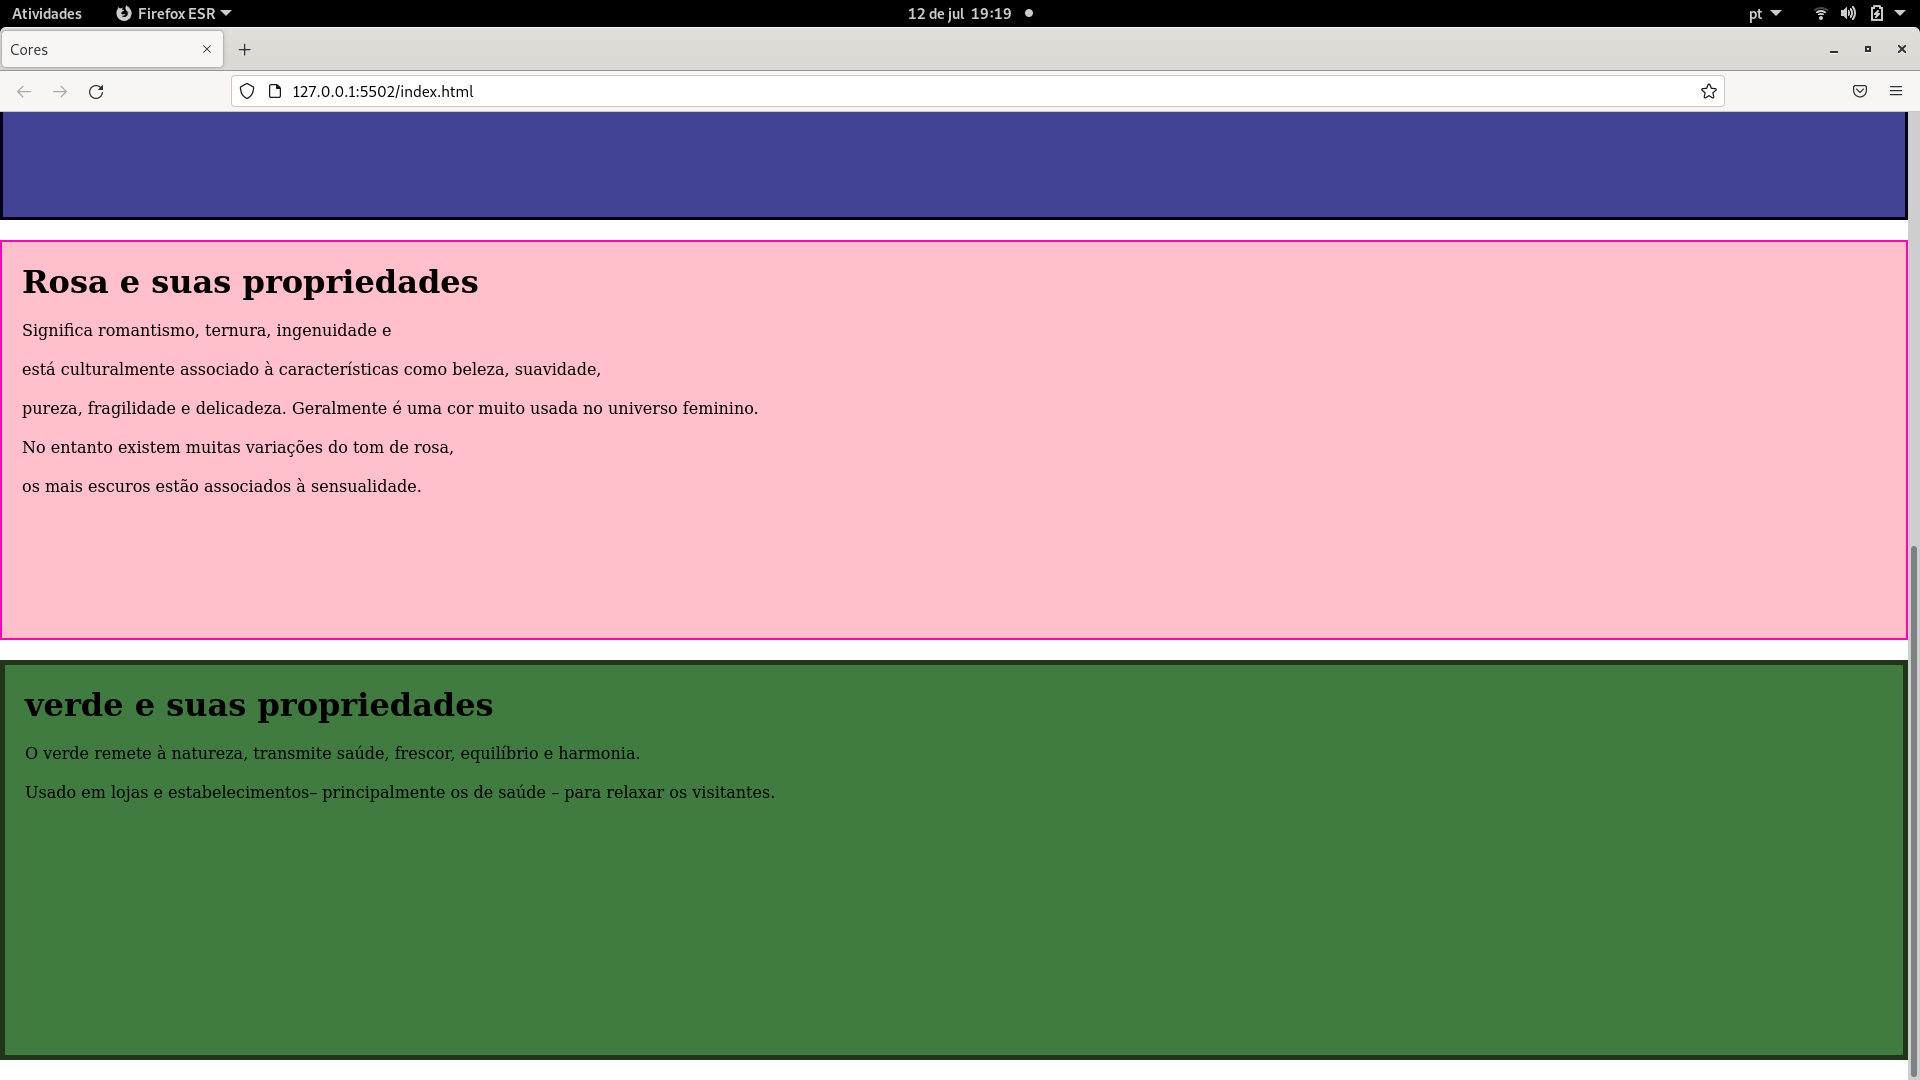 Atividades Firefox ESR 12 de jul 19:19 pt
Cores
127.0.0.1:5502/index.html
Rosa e suas propriedades
Significa romantismo, ternura, ingenuidade e
está culturalmente associado à características como beleza, suavidade,
pureza, fragilidade e delicadeza. Geralmente é uma cor muito usada no universo feminino.
No entanto existem muitas variações do tom de rosa,
os mais escuros estão associados à sensualidade.
verde e suas propriedades
O verde remete à natureza, transmite saúde, frescor, equilíbrio e harmonia.
Usado em lojas e estabelecimentos– principalmente os de saúde – para relaxar os visitantes.